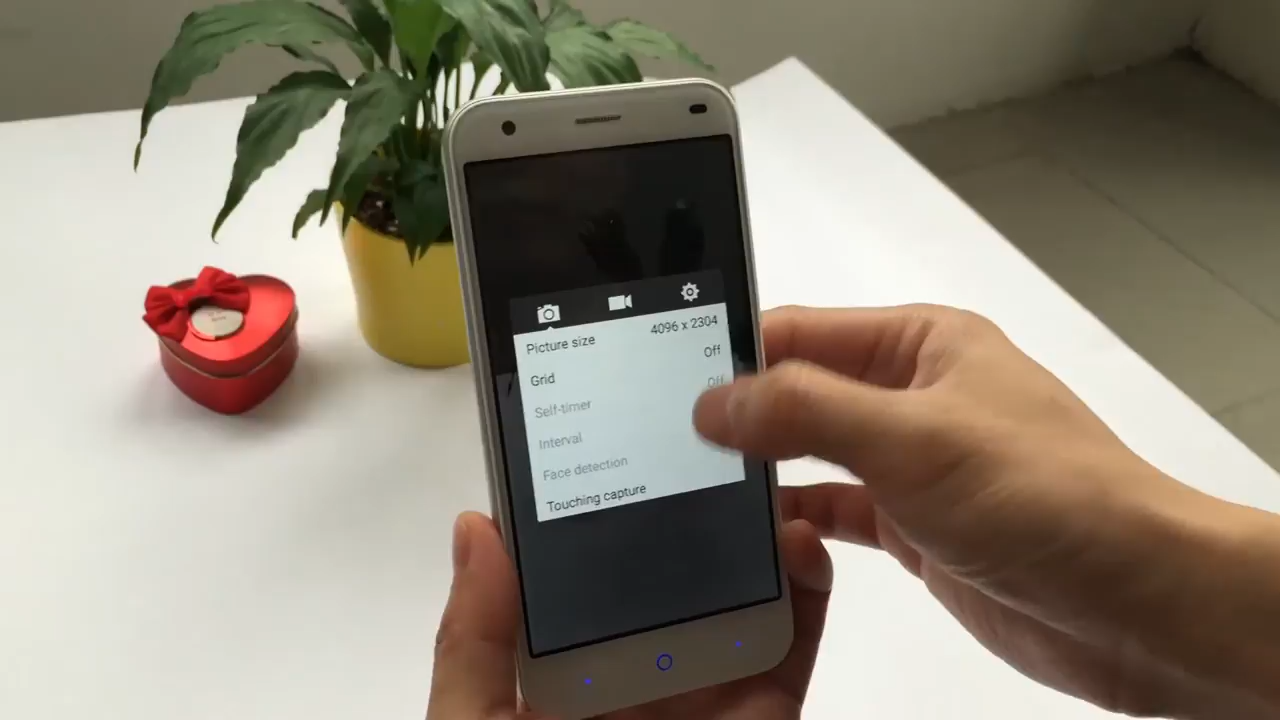 Picture size 4096 x 2304
Grid Off
Self-timer Off
Interval
Face detection
Touching capture